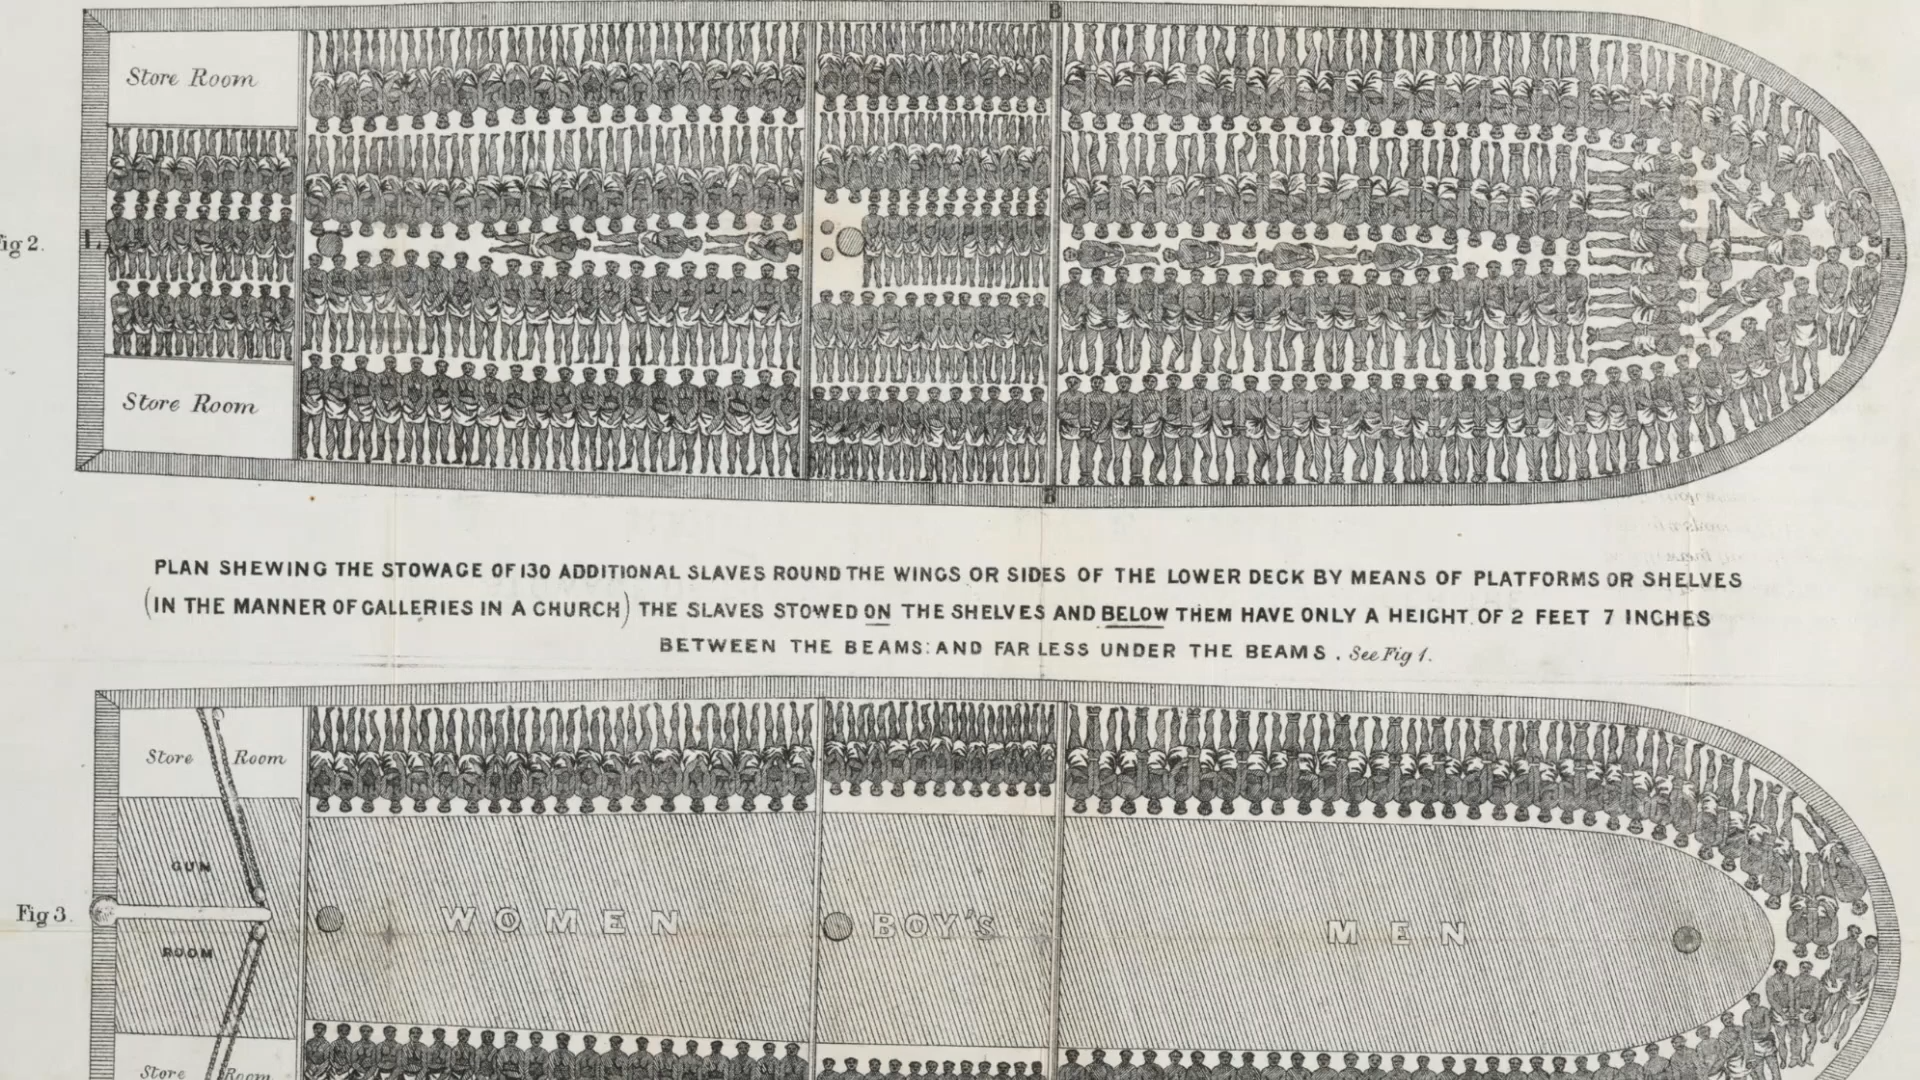 B
Store Room
ig 2.
L
Store Room
B
PLAN SHEWING THE STOWAGE OF 130 ADDITIONAL SLAVES ROUND THE WINGS OR SIDES OF THE LOWER DECK BY MEANS OF PLATFORMS OR SHELVES
(IN THE MANNER OF GALLERIES IN A CHURCH) THE SLAVES STOWED ON THE SHELVES AND BELOW THEM HAVE ONLY A HEIGHT OF 2 FEET 7 INCHES
BETWEEN THE BEAMS: AND FAR LESS UNDER THE BEAMS. See Fig 1.
Store Room
GUN
Fig 3.
WOMEN
BOY'S
MEN
ROOM
Store Room